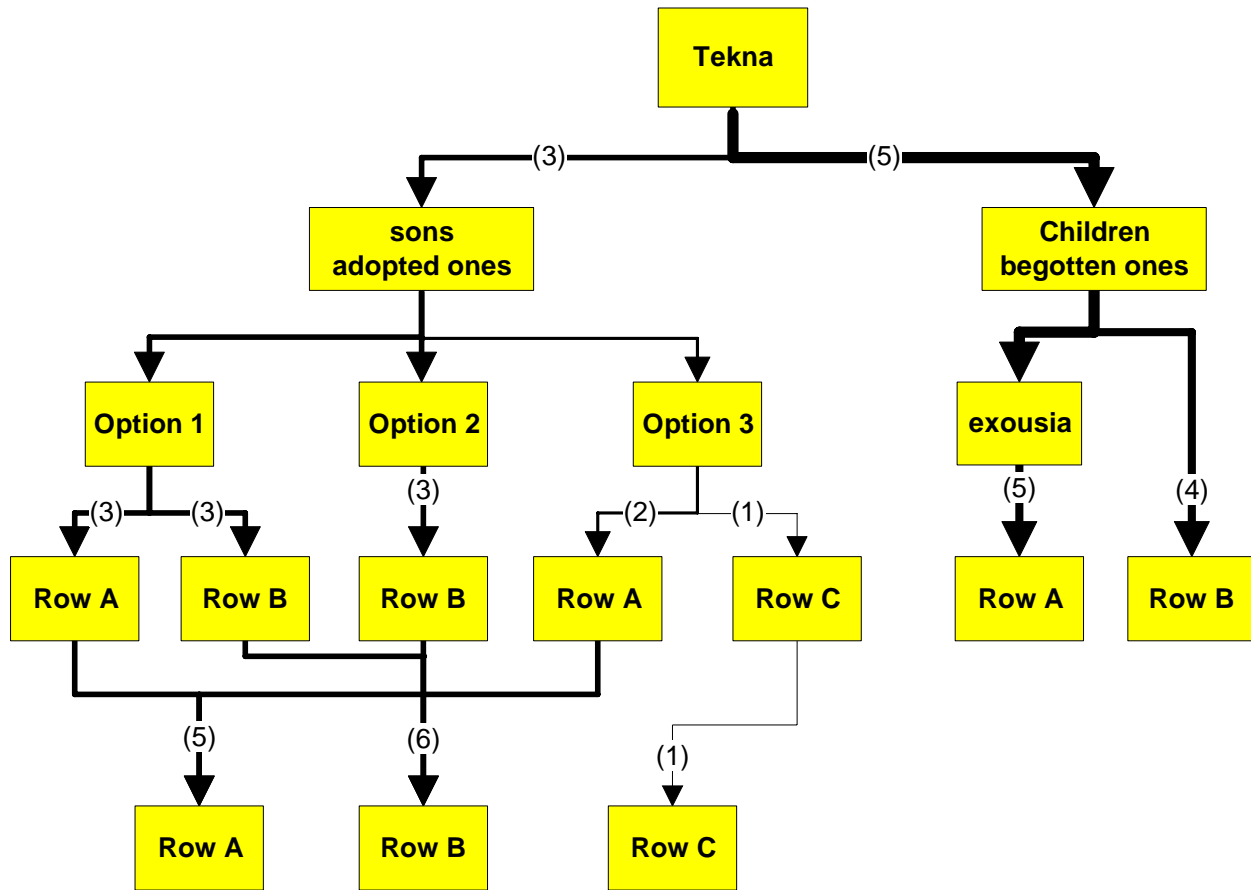 Tekna
(3)
(5)
sons
adopted ones
Children
begotten ones
Option 1
Option 2
Option 3
exousia
(3)
(3)
(3)
(2)
(1)
(5)
(4)
Row A
Row B
Row B
Row A
Row C
Row A
Row B
(5)
(6)
(1)
Row A
Row B
Row C